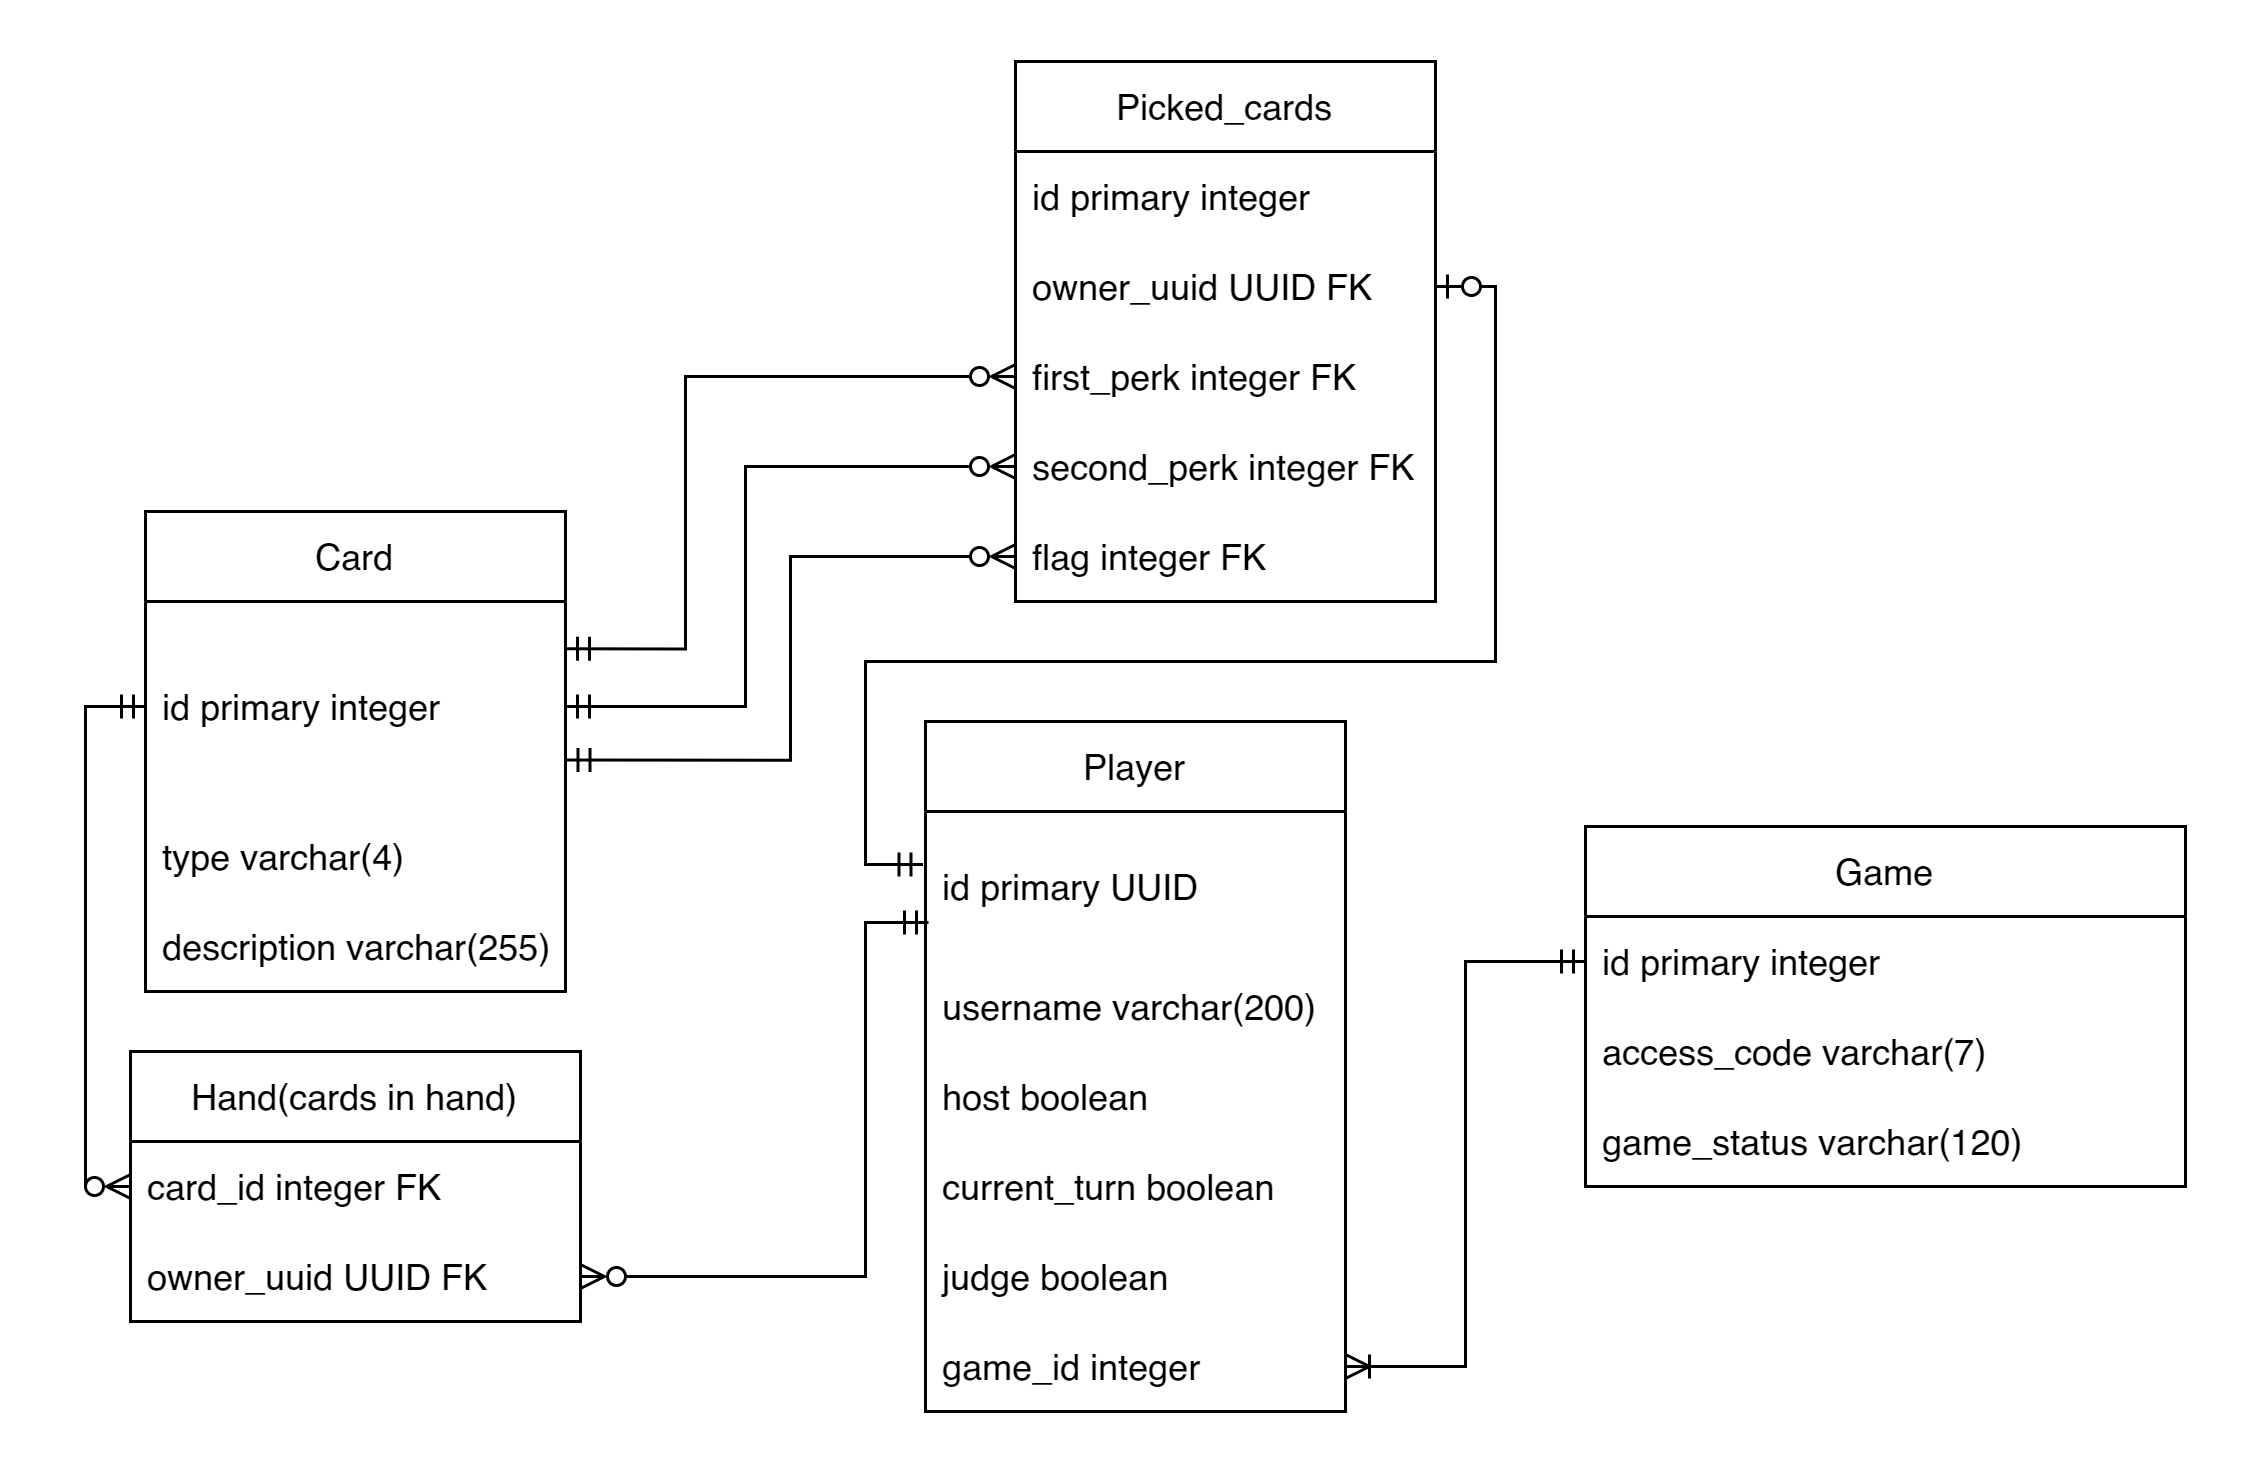 Picked_cards
id primary integer
owner_uuid UUID FK
first_perk integer FK
second_perk integer FK
flag integer FK
Card
id primary integer
type varchar(4)
description varchar(255)
Player
id primary UUID
username varchar(200)
host boolean
current_turn boolean
judge boolean
game_id integer
Game
id primary integer
access_code varchar(7)
game_status varchar(120)
Hand(cards in hand)
card_id integer FK
owner_uuid UUID FK